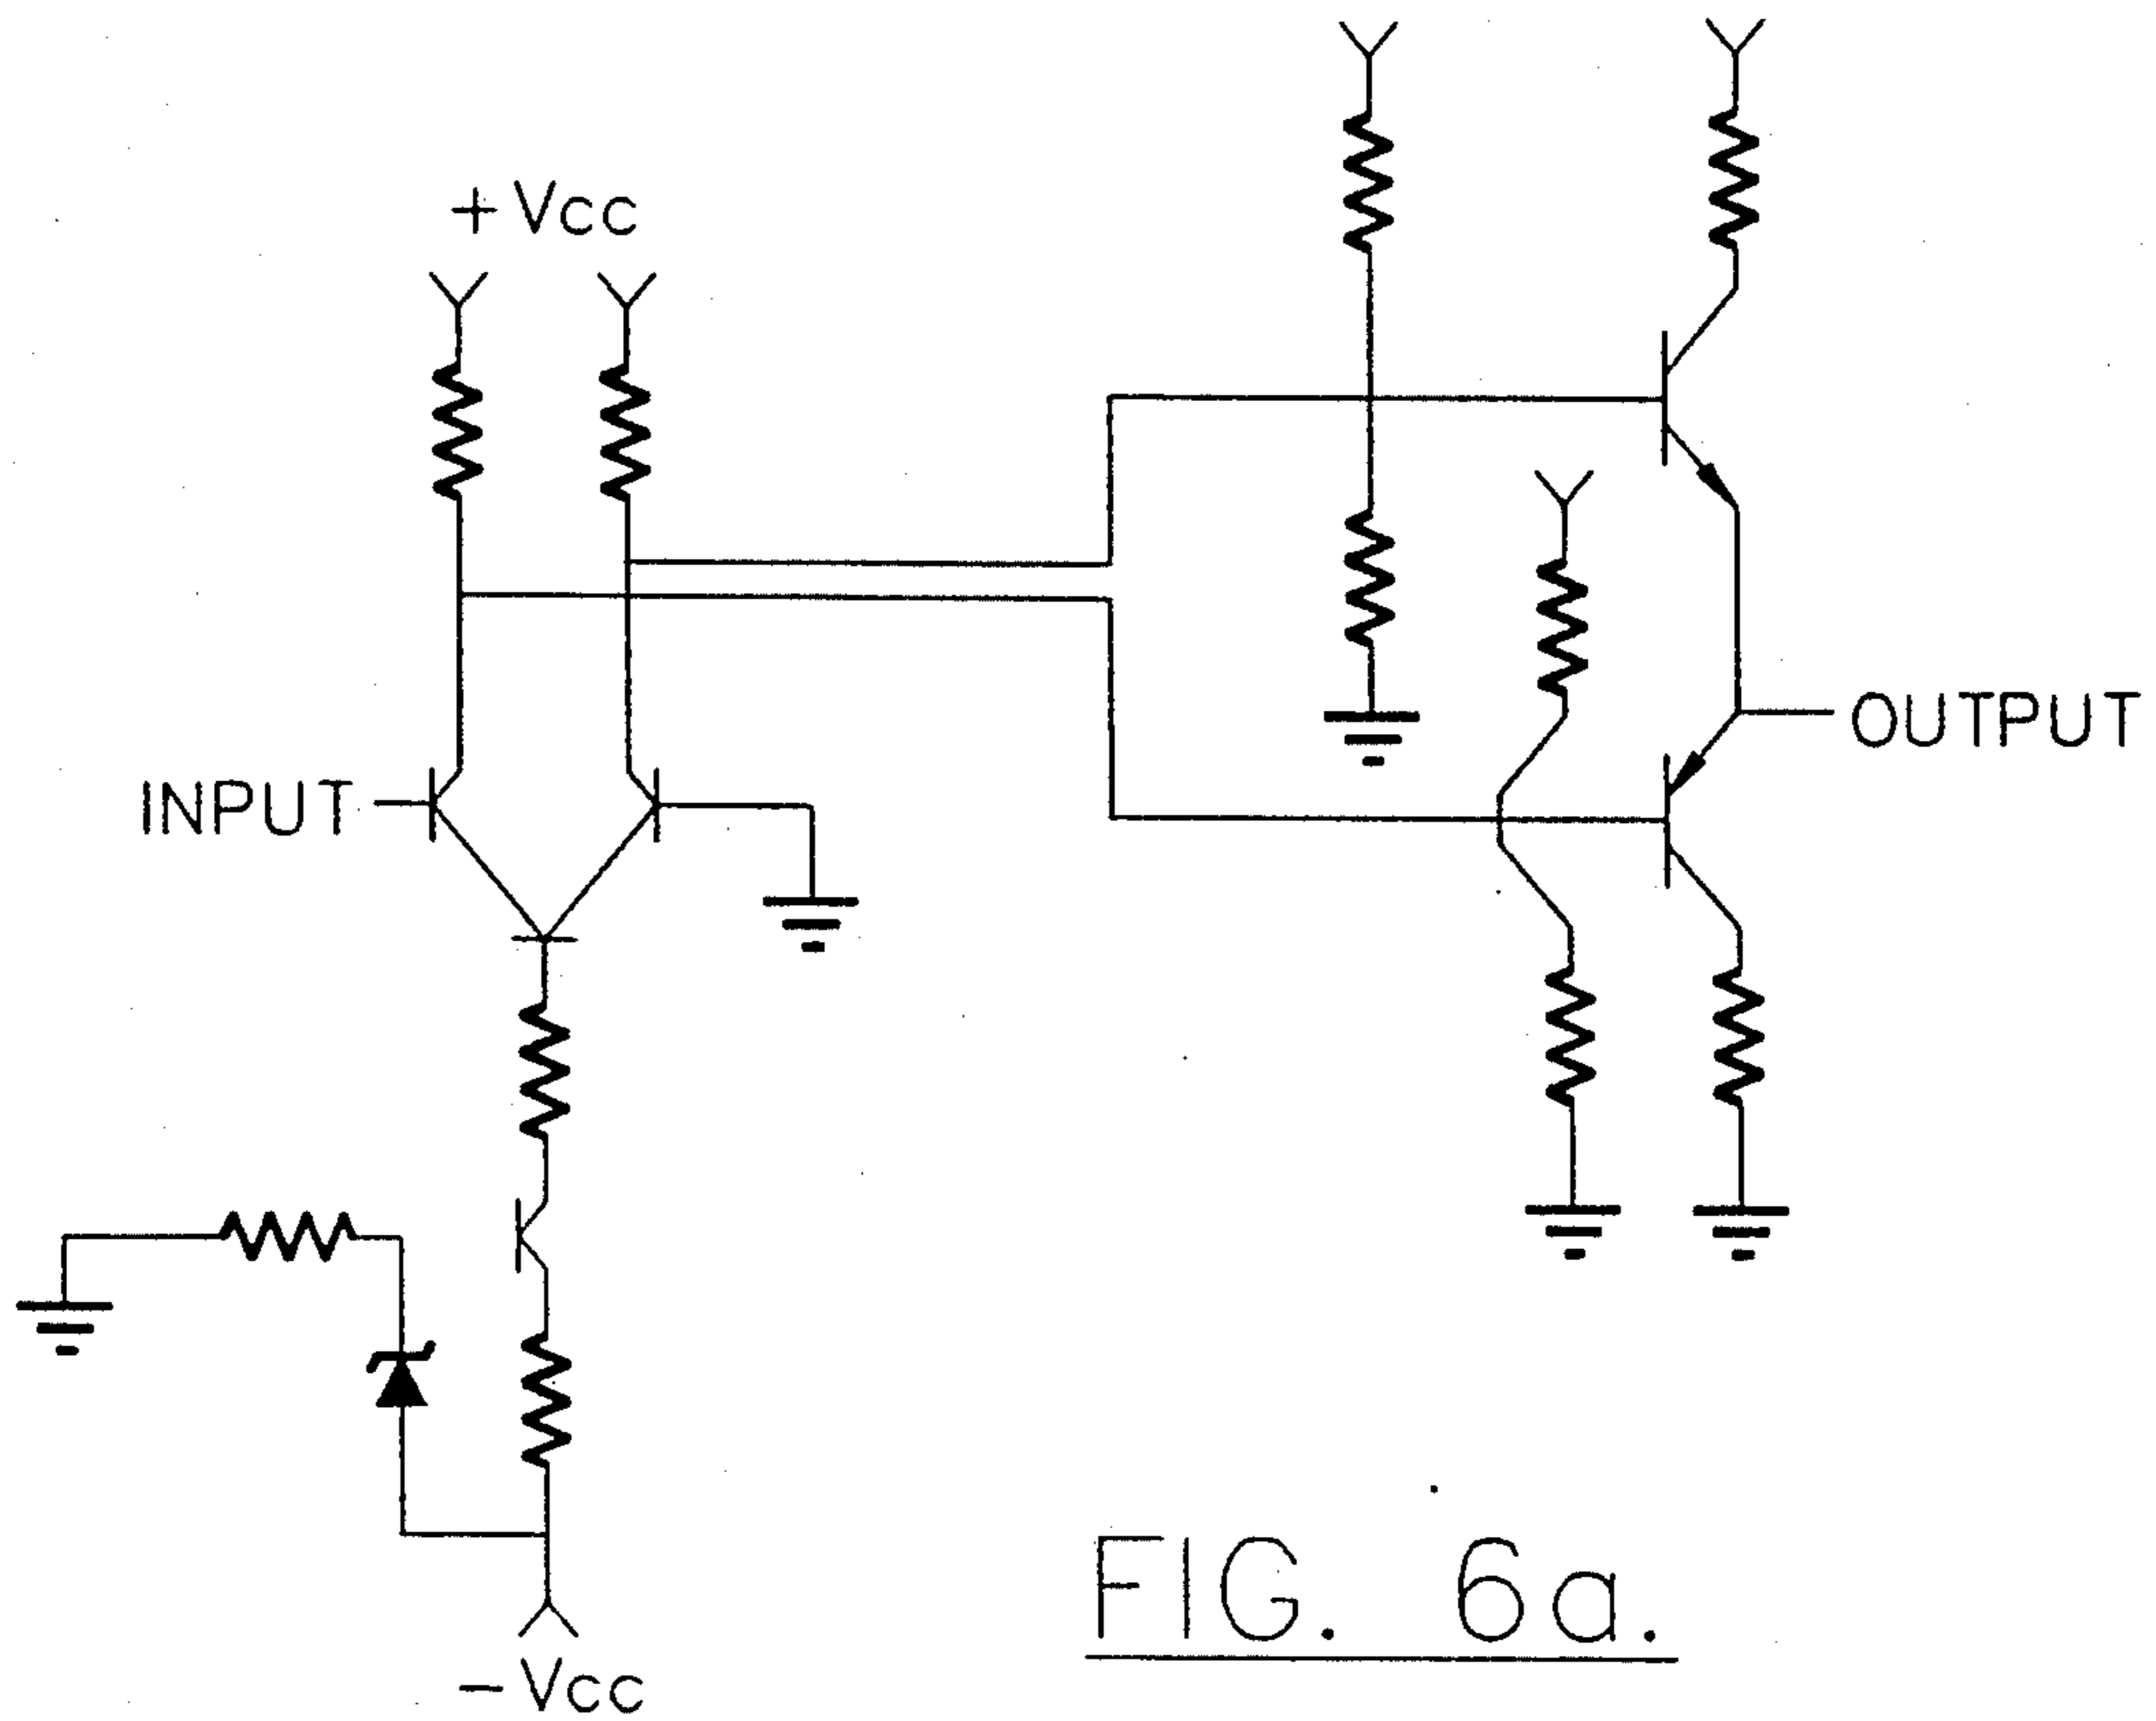 + Vcc
INPUT
OUTPUT
- Vcc
FIG. 6a.